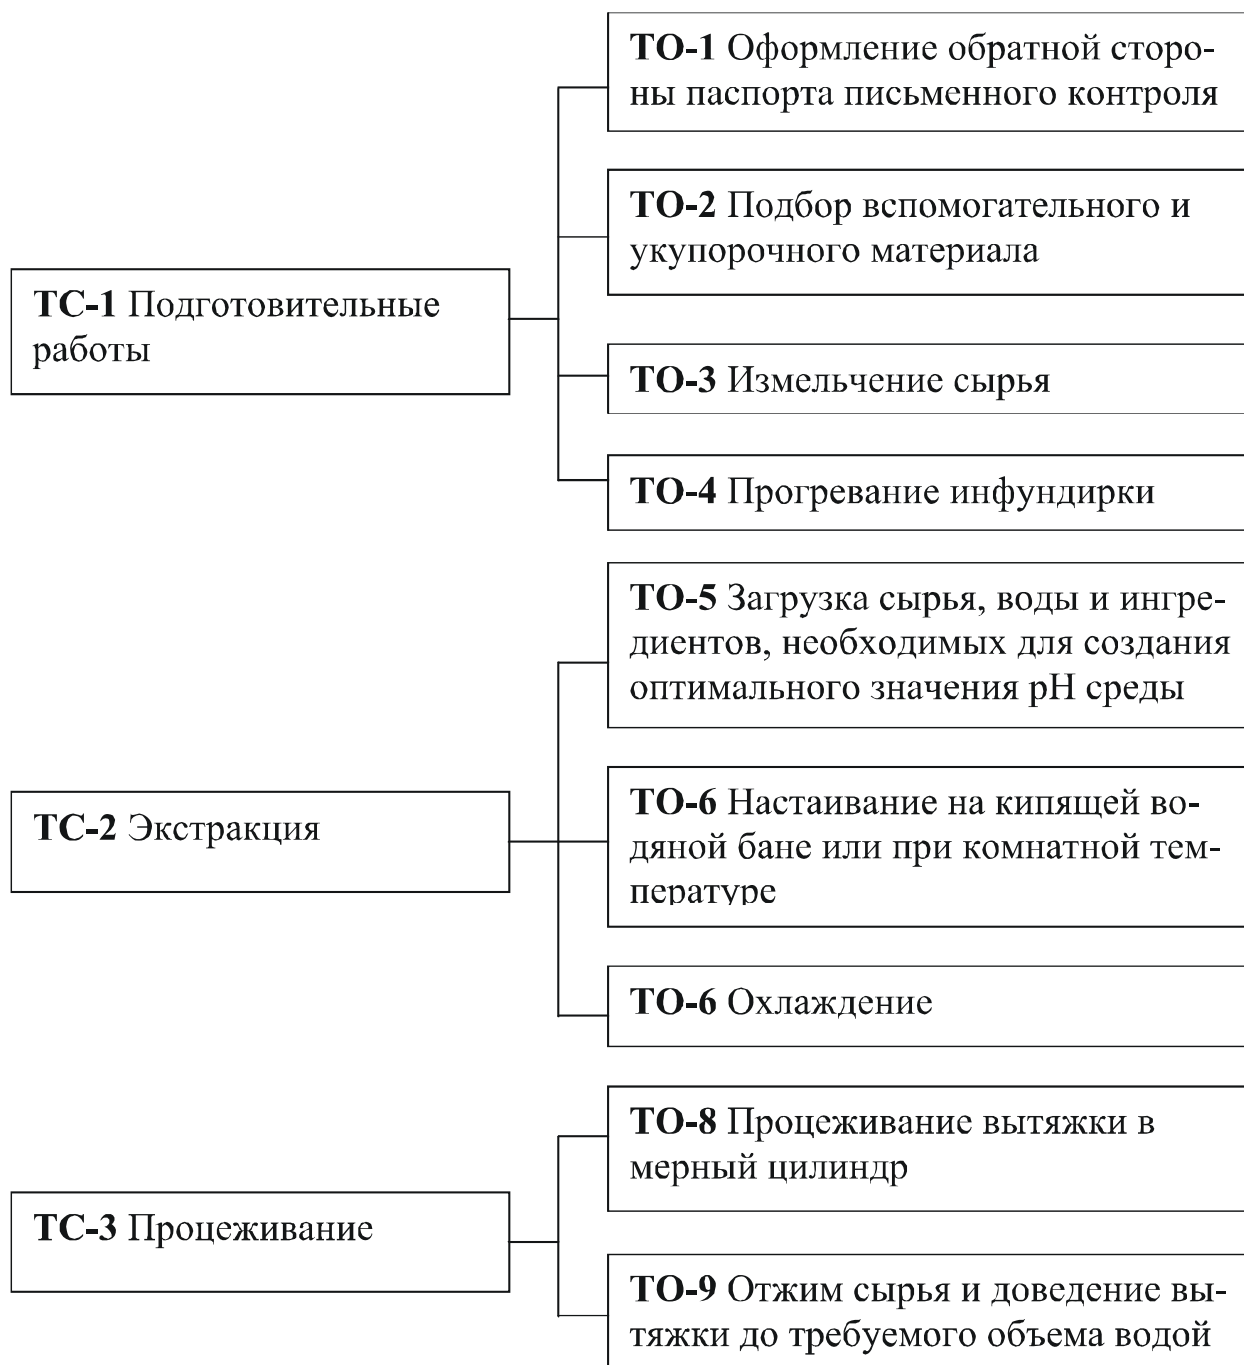 ТО-1 Оформление обратной сторо-
ны паспорта письменного контроля
ТО-2 Подбор вспомогательного и
укупорочного материала
ТС-1 Подготовительные
работы
ТО-3 Измельчение сырья
ТО-4 Прогревание инфундирки
ТО-5 Загрузка сырья, воды и ингре-
диентов, необходимых для создания
оптимального значения pH среды
ТС-2 Экстракция
ТО-6 Настаивание на кипящей во-
дяной бане или при комнатной тем-
пературе
ТО-6 Охлаждение
ТО-8 Процеживание вытяжки в
мерный цилиндр
ТС-3 Процеживание
ТО-9 Отжим сырья и доведение вы-
тяжки до требуемого объема водой